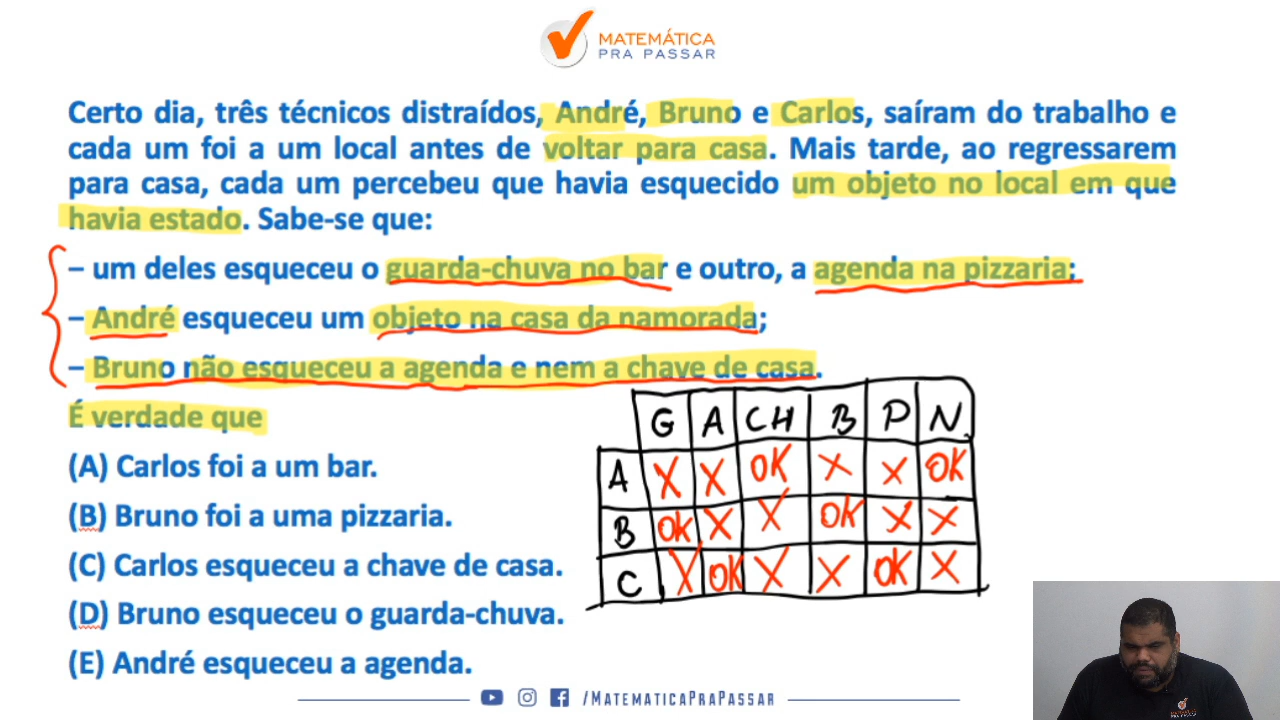 MATEMÁTICA
PRA PASSAR
Certo dia, três técnicos distraídos, André, Bruno e Carlos, saíram do trabalho e
cada um foi a um local antes de voltar para casa. Mais tarde, ao regressarem
para casa, cada um percebeu que havia esquecido um objeto no local em que
havia estado. Sabe-se que:
– um deles esqueceu o guarda-chuva no bar e outro, a agenda na pizzaria;
– André esqueceu um objeto na casa da namorada;
– Bruno não esqueceu a agenda e nem a chave de casa.
É verdade que
(A) Carlos foi a um bar.
(B) Bruno foi a uma pizzaria.
(C) Carlos esqueceu a chave de casa.
(D) Bruno esqueceu o guarda-chuva.
(E) André esqueceu a agenda.
G A CH B P N
A X X OK X X OK
B OK X X OK X X
C X OK X X OK X
/MATEMATICAPRAPASSAR